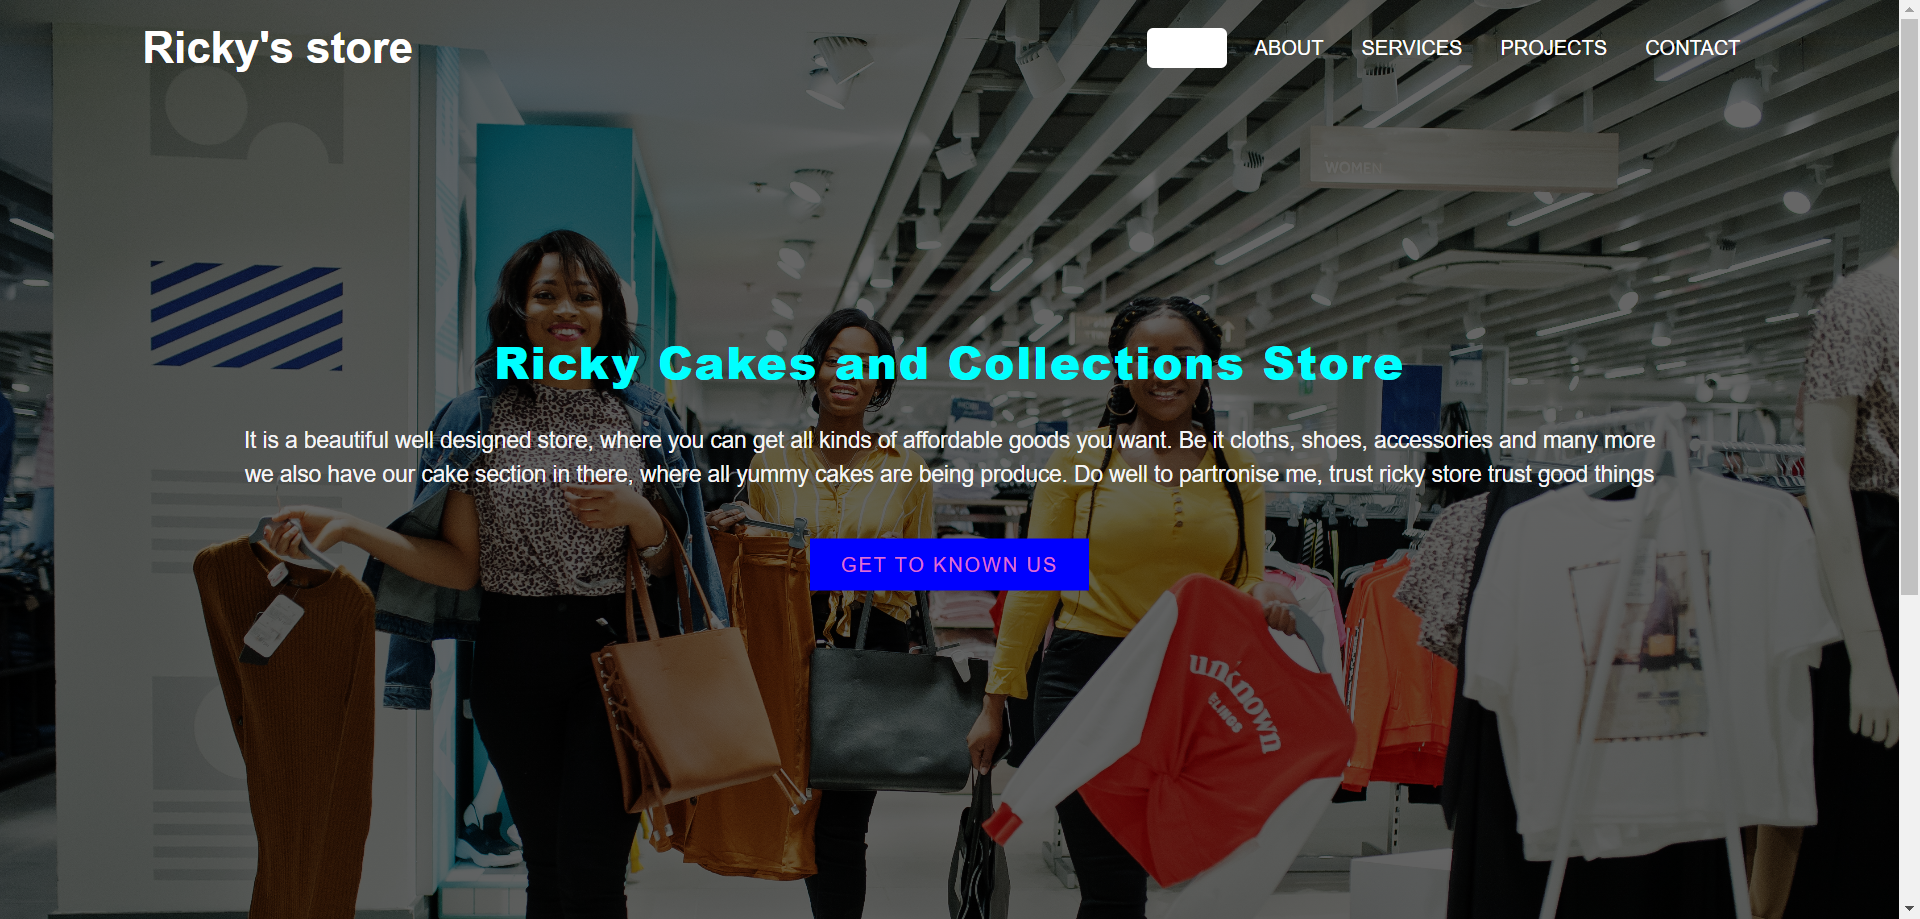 Ricky's store
ABOUT SERVICES PROJECTS CONTACT
WOMEN
Ricky Cakes and Collections Store
It is a beautiful well designed store, where you can get all kinds of affordable goods you want. Be it cloths, shoes, accessories and many more
we also have our cake section in there, where all yummy cakes are being produce. Do well to partronise me, trust ricky store trust good things
GET TO KNOWN US
unknown